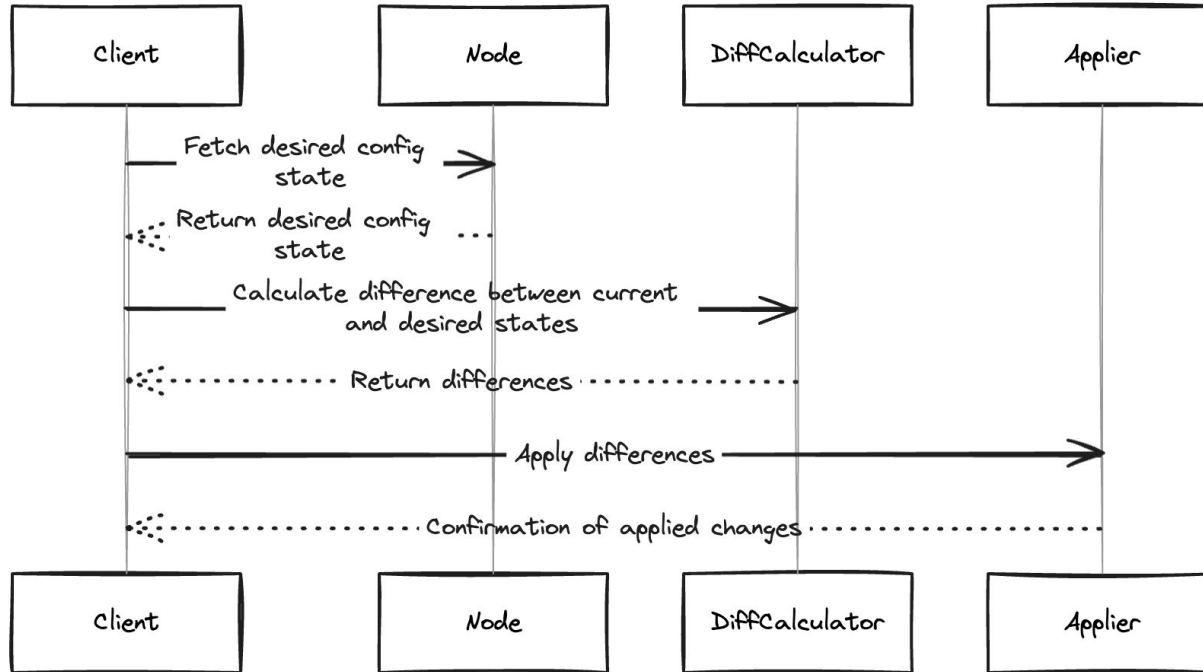 Client
Node
DiffCalculator
Applier
Fetch desired config
state
Return desired config
state
Calculate difference between current
and desired states
Return differences
Apply differences
Confirmation of applied changes
Client
Node
DiffCalculator
Applier